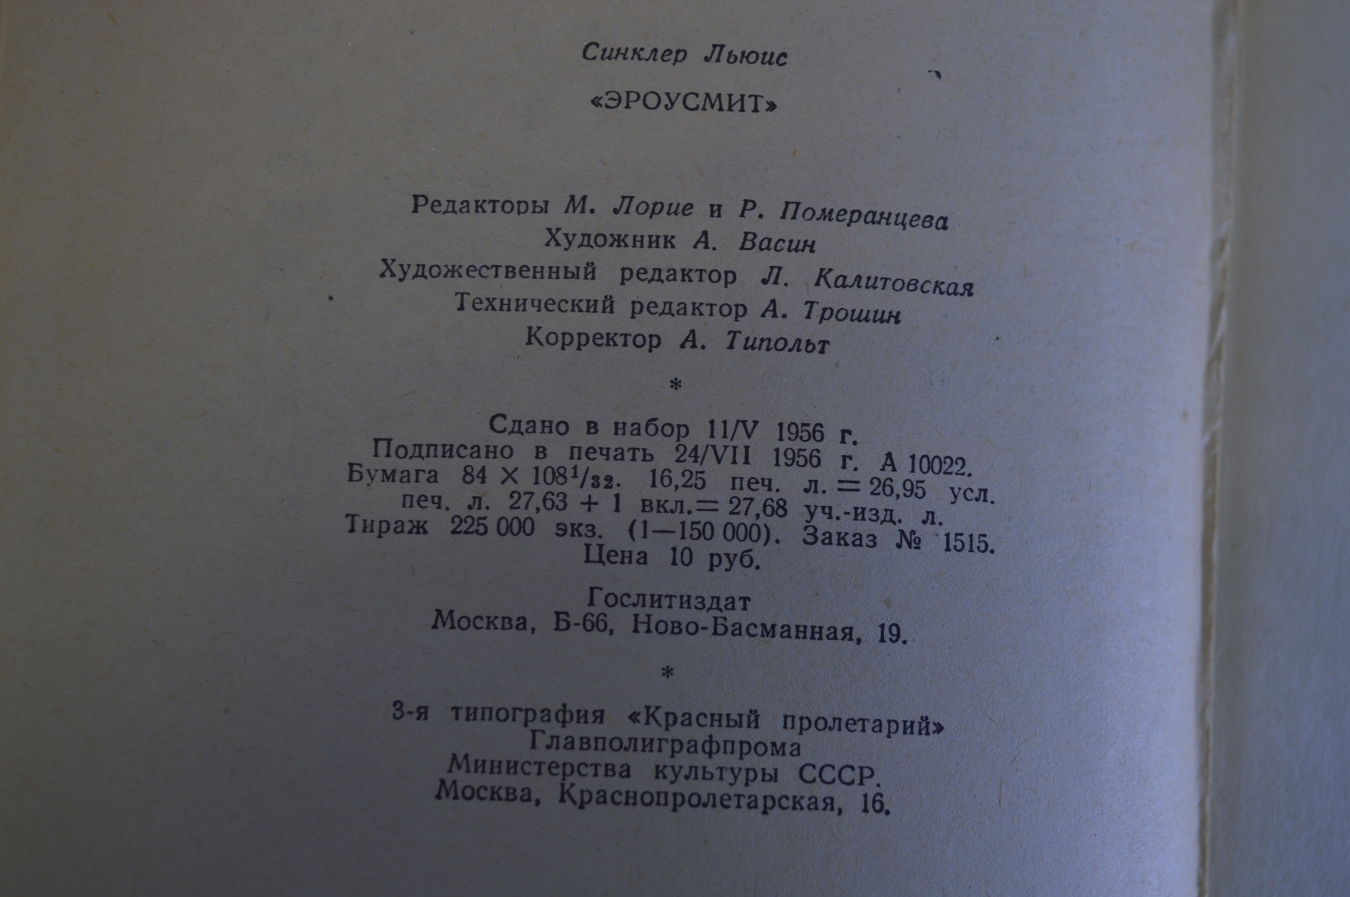 Синклер Льюис
«ЭРОУСМИТ»
Редакторы М. Лорие и Р. Померанцева
Художник А. Васин
Художественный редактор Л. Калитовская
Технический редактор А. Трошин
Корректор А. Типольт
*
Сдано в набор 11/V 1956 г.
Подписано в печать 24/VII 1956 г. А 10022.
Бумага 84 × 108¹/₃₂. 16,25 печ. л. = 26,95 усл.
печ. л. 27,63 + 1 вкл. = 27,68 уч.-изд. л.
Тираж 225 000 экз. (1—150 000). Заказ № 1515.
Цена 10 руб.
Гослитиздат
Москва, Б-66, Ново-Басманная, 19.
*
3-я типография «Красный пролетарий»
Главполиграфпрома
Министерства культуры СССР.
Москва, Краснопролетарская, 16.